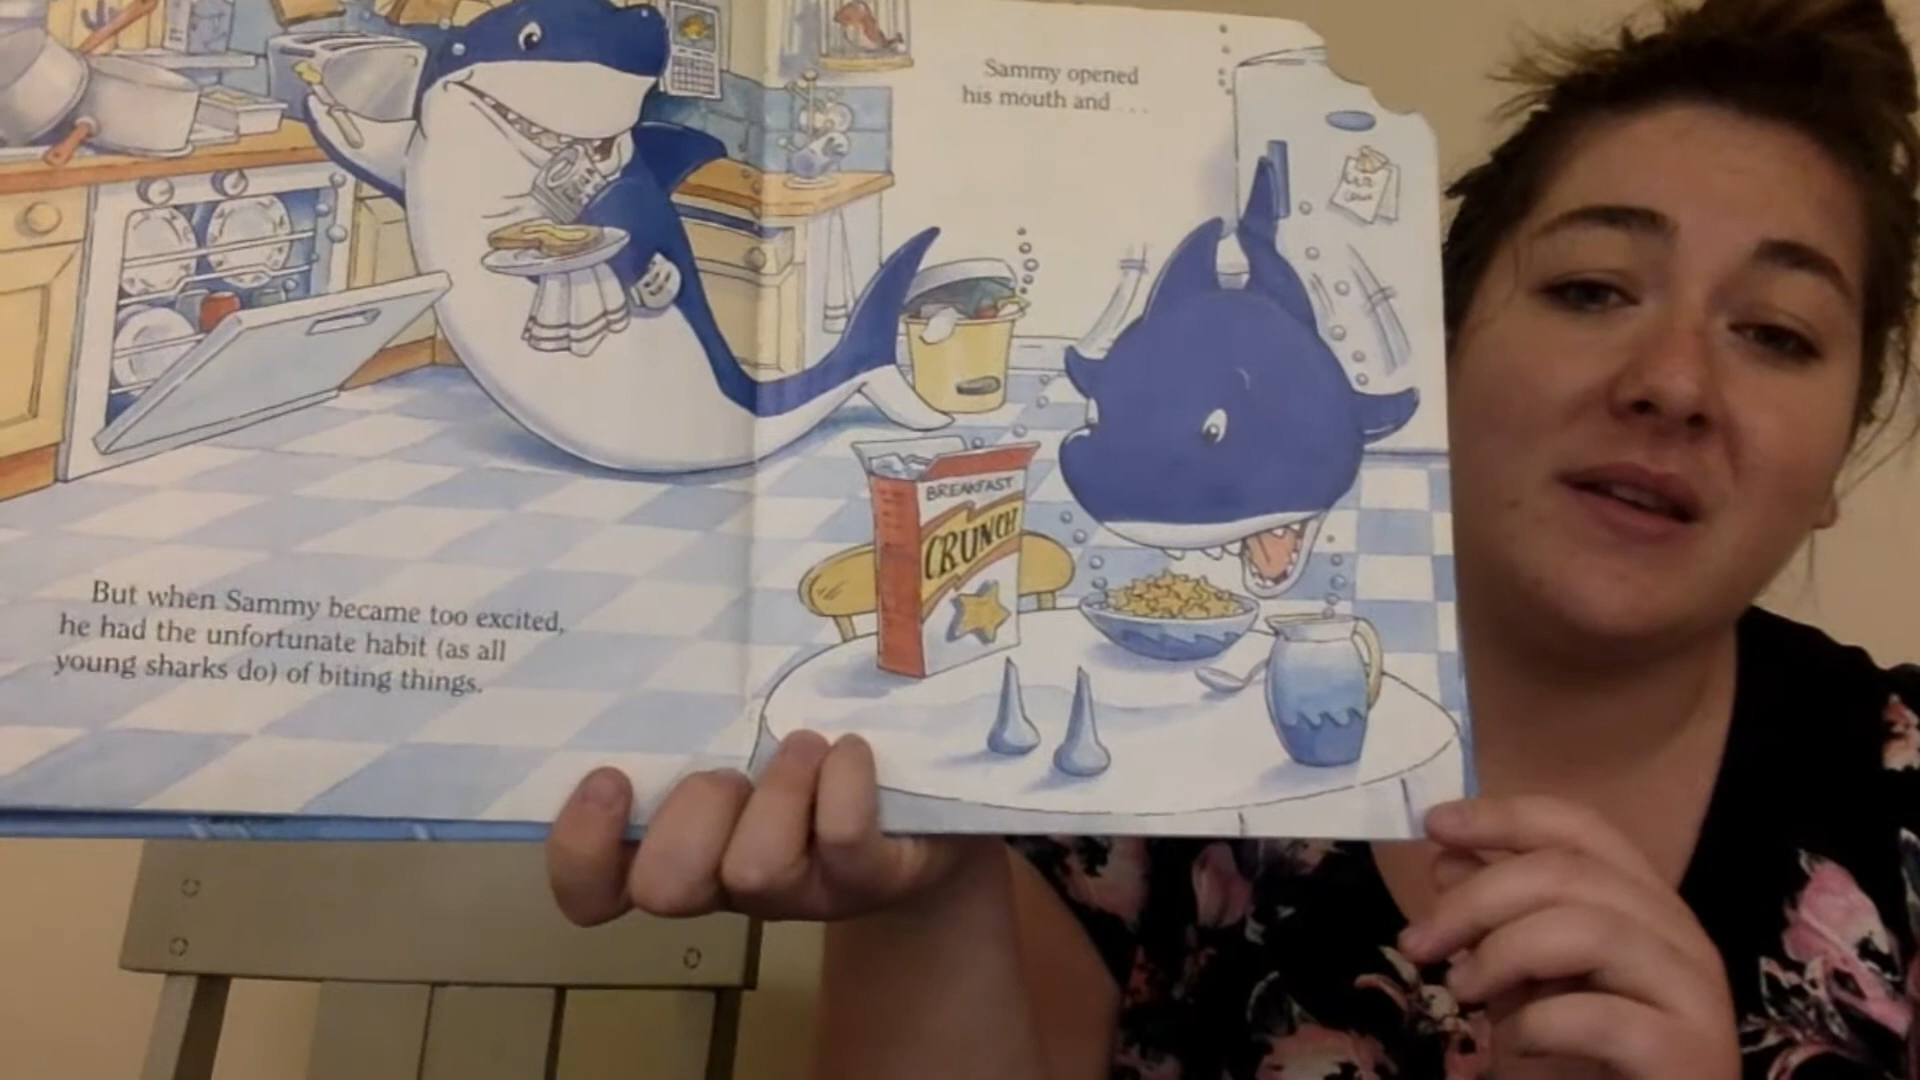 Sammy opened
his mouth and . . .
BREAKFAST
CRUNCH
But when Sammy became too excited,
he had the unfortunate habit (as all
young sharks do) of biting things.